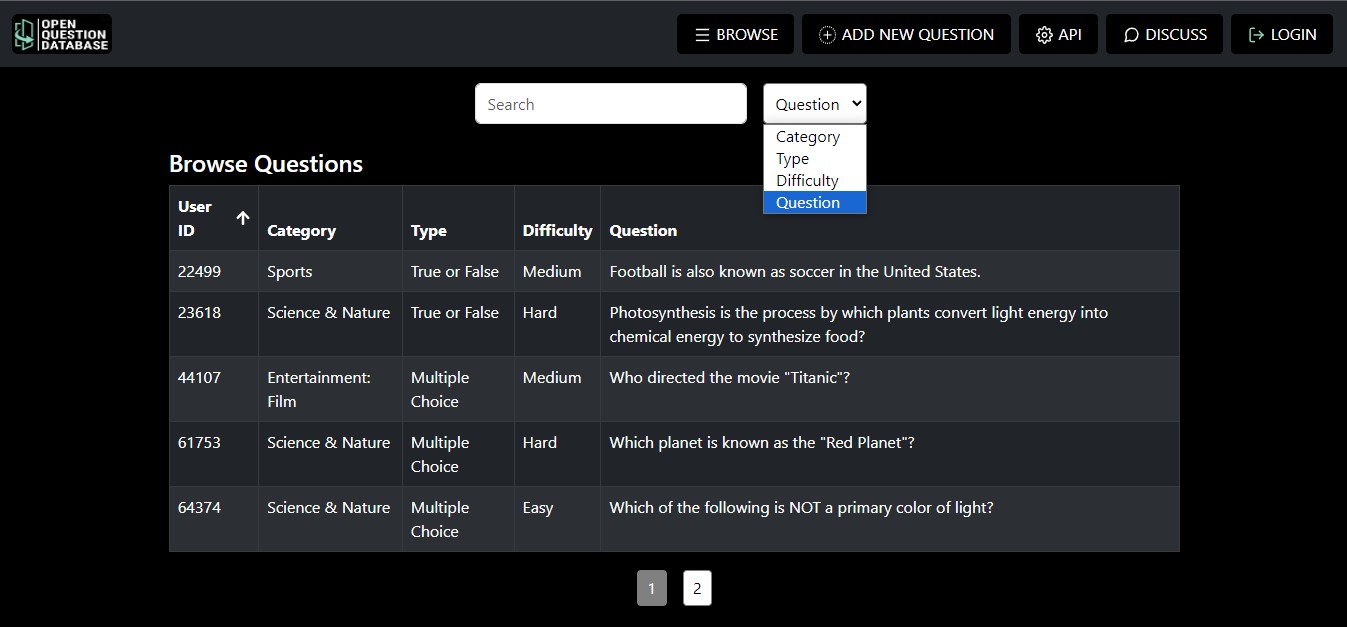 OPEN
QUESTION
DATABASE
BROWSE
ADD NEW QUESTION
API
DISCUSS
LOGIN
Search
Question
Category
Type
Difficulty
Question
Browse Questions
User
ID
Category
Type
Difficulty
Question
22499
Sports
True or False
Medium
Football is also known as soccer in the United States.
23618
Science & Nature
True or False
Hard
Photosynthesis is the process by which plants convert light energy into
chemical energy to synthesize food?
44107
Entertainment:
Film
Multiple
Choice
Medium
Who directed the movie "Titanic"?
61753
Science & Nature
Multiple
Choice
Hard
Which planet is known as the "Red Planet"?
64374
Science & Nature
Multiple
Choice
Easy
Which of the following is NOT a primary color of light?
1
2